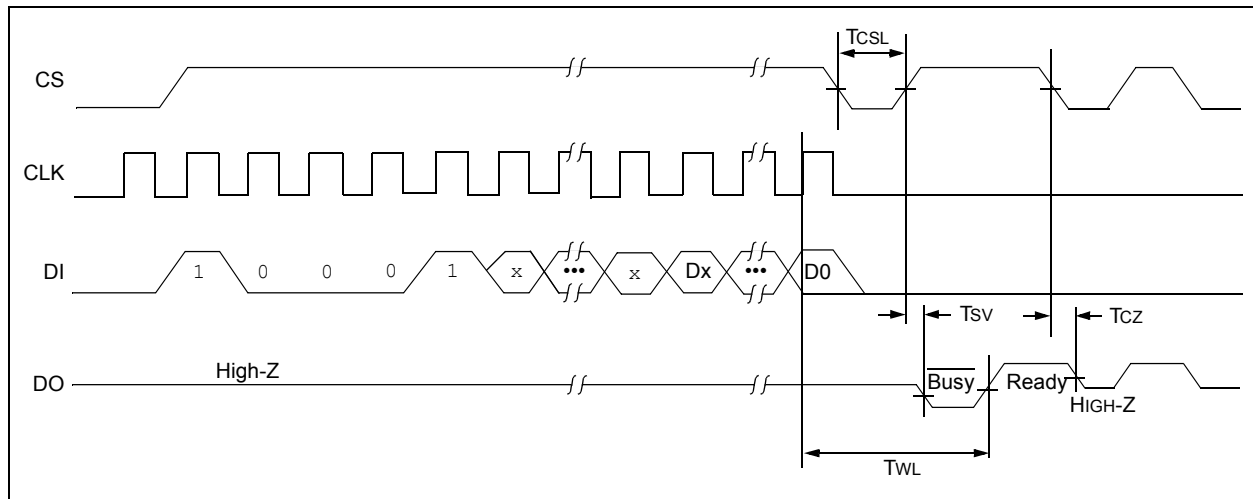 TCSL
CS
CLK
DI
1 0 0 0 1 x ••• x Dx ••• D0
TSV
TCZ
High-Z
DO
Busy
Ready
HIGH-Z
TWL